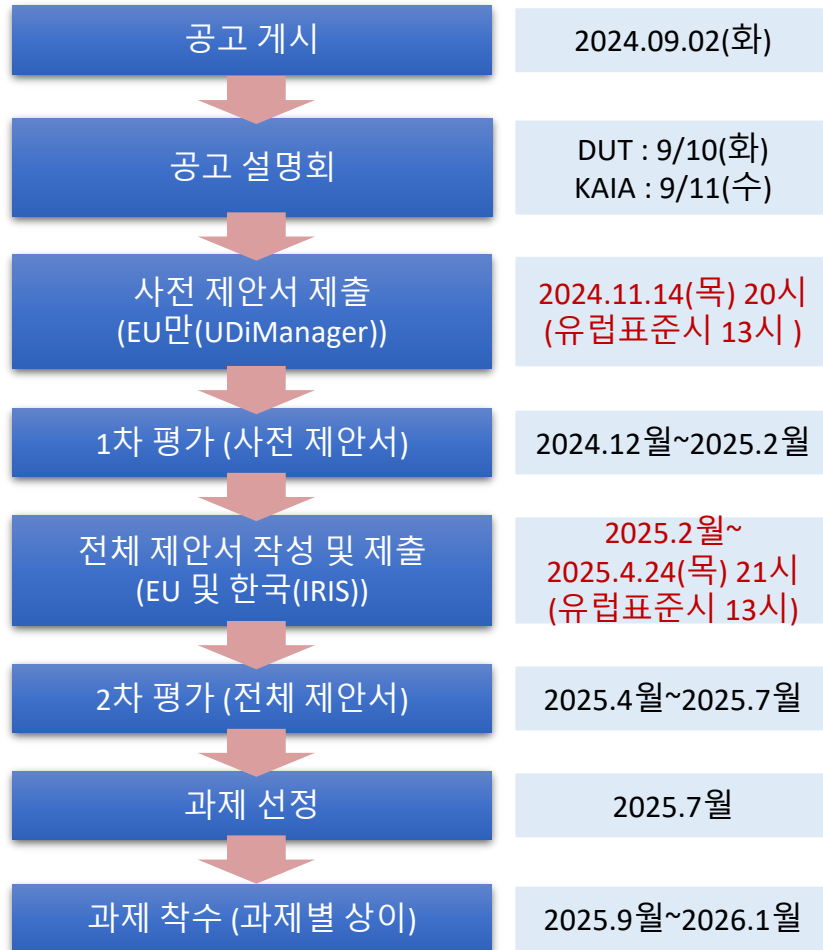 공고 게시
2024.09.02(화)
공고 설명회
DUT : 9/10(화)
KAIA : 9/11(수)
사전 제안서 제출
(EU만(UDiManager))
2024.11.14(목) 20시
(유럽표준시 13시 )
1차 평가 (사전 제안서)
2024.12월~2025.2월
전체 제안서 작성 및 제출
(EU 및 한국(IRIS))
2025.2월~
2025.4.24(목) 21시
(유럽표준시 13시)
2차 평가 (전체 제안서)
2025.4월~2025.7월
과제 선정
2025.7월
과제 착수 (과제별 상이)
2025.9월~2026.1월